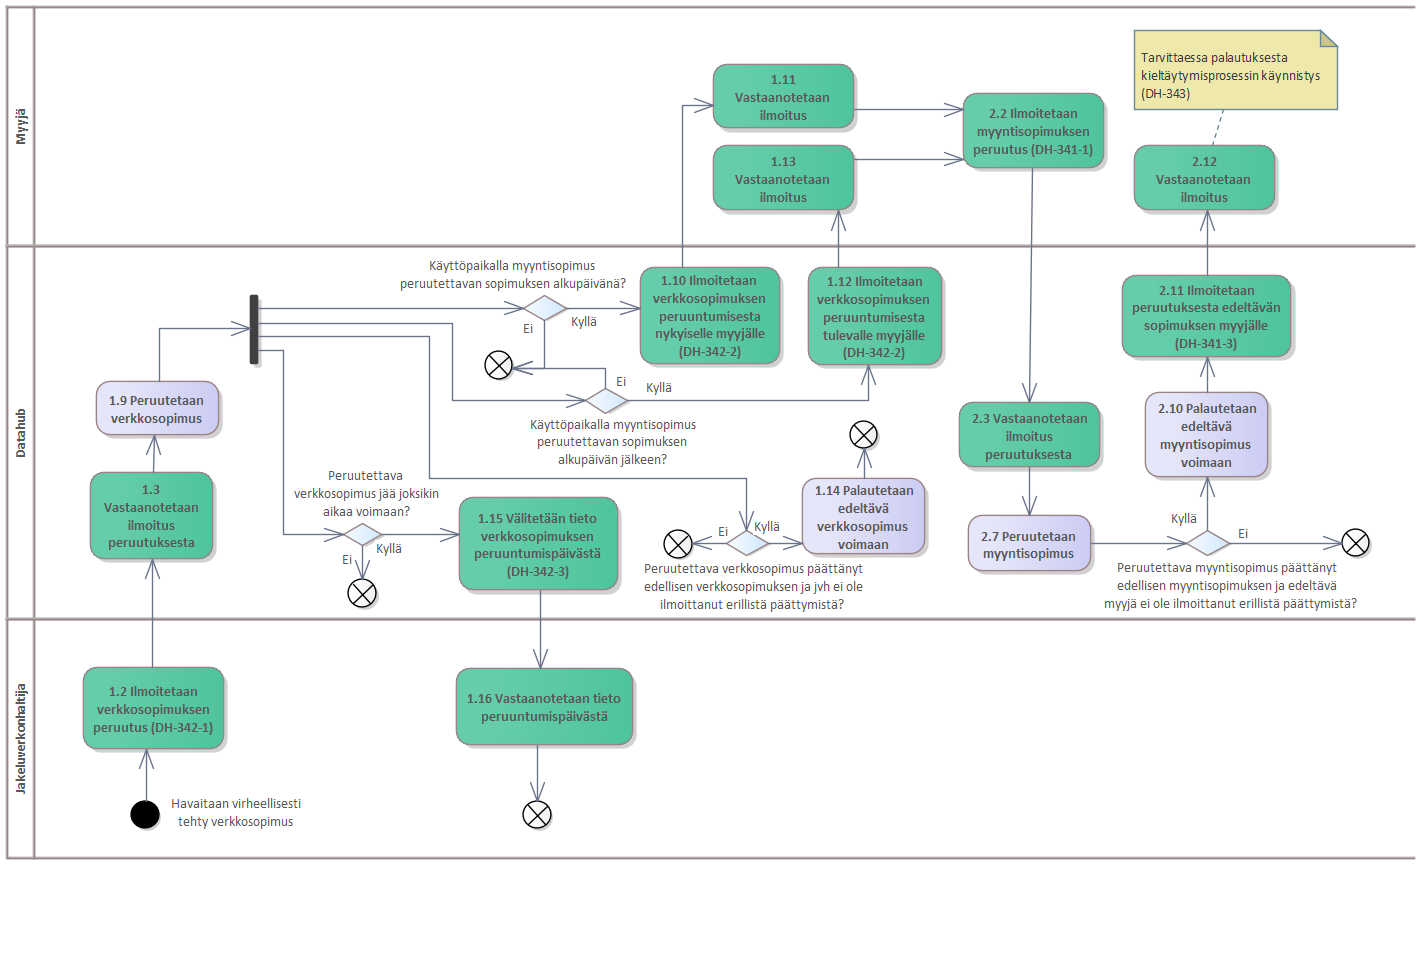 Myyjä
1.11
Vastaanotetaan
ilmoitus
1.13
Vastaanotetaan
ilmoitus
2.2 Ilmoitetaan
myyntisopimuksen
peruutus (DH-341-1)
Tarvittaessa palautuksesta
kieltäytymisprosessin käynnistys
(DH-343)
2.12
Vastaanotetaan
ilmoitus
Datahub
Käyttöpaikalla myyntisopimus
peruutettavan sopimuksen alkupäivänä?
Ei
Kyllä
1.10 Ilmoitetaan
verkkosopimuksen
peruuntumisesta
nykyiselle myyjälle
(DH-342-2)
1.12 Ilmoitetaan
verkkosopimuksen
peruuntumisesta
tulevalle myyjälle
(DH-342-2)
2.11 Ilmoitetaan
peruutuksesta edeltävän
sopimuksen myyjälle
(DH-341-3)
Ei
Kyllä
Käyttöpaikalla myyntisopimus
peruutettavan sopimuksen
alkupäivän jälkeen?
1.9 Peruutetaan
verkkosopimus
2.3 Vastaanotetaan
ilmoitus
peruutuksesta
2.10 Palautetaan
edeltävä
myyntisopimus
voimaan
1.3
Vastaanotetaan
ilmoitus
peruutuksesta
Peruutettava
verkkosopimus jää joksikin
aikaa voimaan?
Ei
Kyllä
1.15 Välitetään tieto
verkkosopimuksen
peruuntumispäivästä
(DH-342-3)
Ei
Kyllä
1.14 Palautetaan
edeltävä
verkkosopimus
voimaan
Peruutettava verkkosopimus päättänyt
edellisen verkkosopimuksen ja jvh ei ole
ilmoittanut erillistä päättymistä?
2.7 Peruutetaan
myyntisopimus
Kyllä
Ei
Peruutettava myyntisopimus päättänyt
edellisen myyntisopimuksen ja edeltävä
myyjä ei ole ilmoittanut erillistä päättymistä?
Jakeluverkonhaltija
1.2 Ilmoitetaan
verkkosopimuksen
peruutus (DH-342-1)
1.16 Vastaanotetaan tieto
peruuntumispäivästä
Havaitaan virheellisesti
tehty verkkosopimus